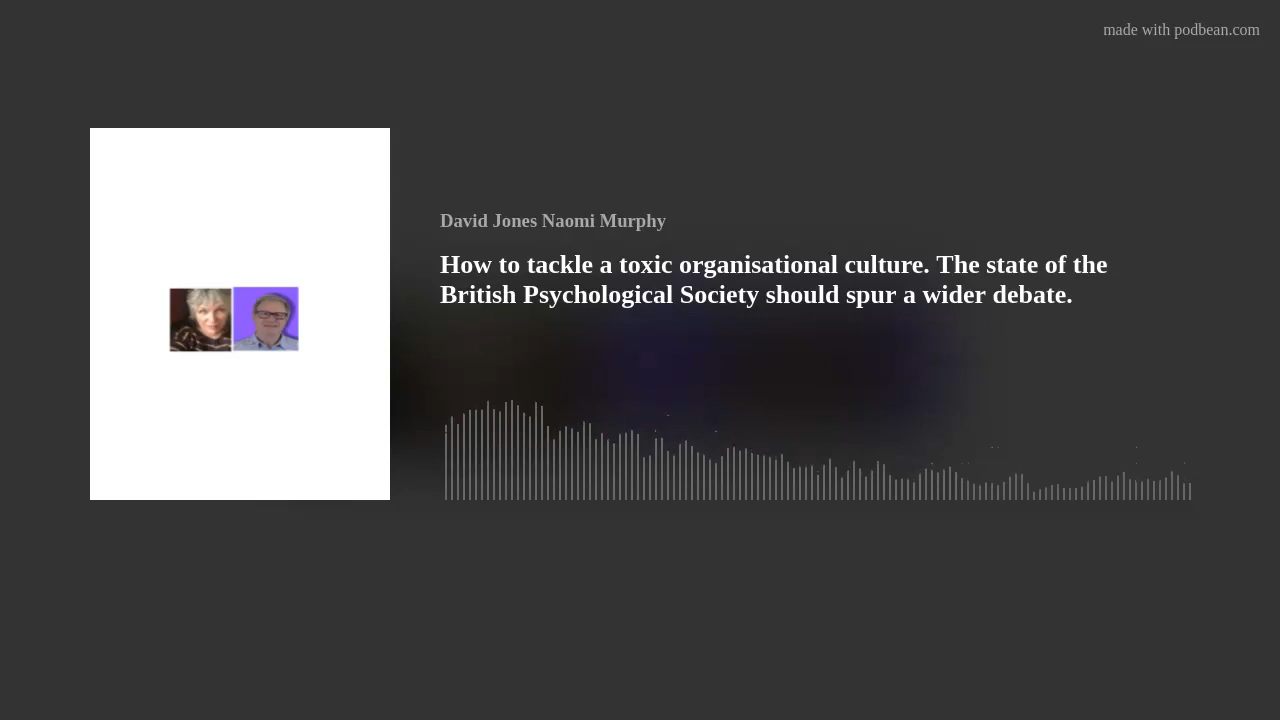 made with podbean.com
David Jones Naomi Murphy
How to tackle a toxic organisational culture. The state of the
British Psychological Society should spur a wider debate.